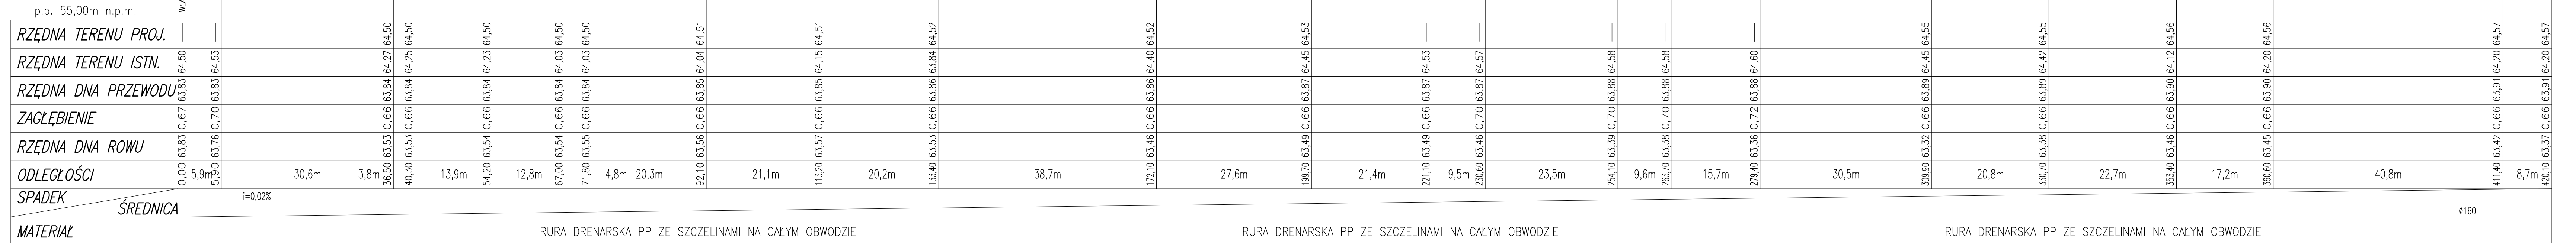 p.p. 55,00m n.p.m.
RZĘDNA TERENU PROJ. — — 64,50 64,50 64,50 64,50 64,50 64,51 64,51 64,52 64,52 64,53 — — — — — 64,55 64,55 64,56 64,56 64,57 64,57
RZĘDNA TERENU ISTN. 64,50 64,53 64,27 64,25 64,23 64,03 64,03 64,04 64,15 63,84 64,40 64,45 64,53 64,57 64,58 64,58 64,60 64,45 64,42 64,12 64,20 64,20 64,20
RZĘDNA DNA PRZEWODU 63,83 63,83 63,84 63,84 63,84 63,84 63,84 63,85 63,85 63,86 63,86 63,87 63,87 63,87 63,88 63,88 63,88 63,89 63,89 63,90 63,90 63,91 63,91
ZAGŁĘBIENIE 0,67 0,70 0,66 0,66 0,66 0,66 0,66 0,66 0,66 0,66 0,66 0,66 0,66 0,70 0,70 0,70 0,72 0,66 0,66 0,66 0,66 0,66 0,66
RZĘDNA DNA ROWU 63,83 63,76 63,53 63,53 63,54 63,54 63,55 63,56 63,57 63,53 63,46 63,49 63,49 63,46 63,39 63,38 63,36 63,32 63,38 63,46 63,45 63,42 63,37
ODLEGŁOŚCI 0,00 5,9m 5,90 30,6m 3,8m 36,50 40,30 13,9m 54,20 12,8m 67,00 71,80 4,8m 20,3m 92,10 21,1m 113,20 20,2m 133,40 38,7m 172,10 27,6m 199,70 21,4m 221,10 9,5m 230,60 23,5m 254,10 9,6m 263,70 15,7m 279,40 30,5m 309,90 20,8m 330,70 22,7m 353,40 17,2m 360,60 40,8m 411,40 8,7m 420,10
SPADEK i=0,02%
ŚREDNICA ø160
MATERIAŁ RURA DRENARSKA PP ZE SZCZELINAMI NA CAŁYM OBWODZIE RURA DRENARSKA PP ZE SZCZELINAMI NA CAŁYM OBWODZIE RURA DRENARSKA PP ZE SZCZELINAMI NA CAŁYM OBWODZIE